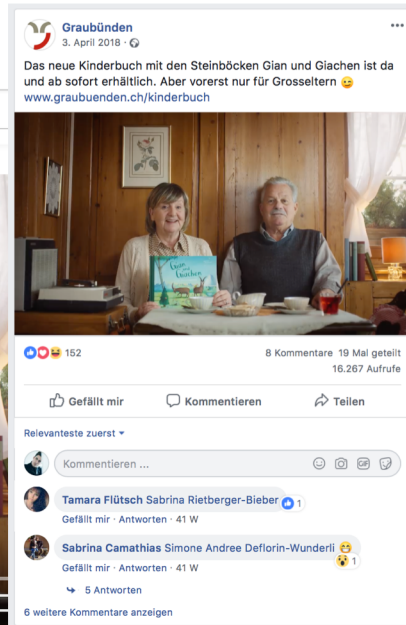 Graubünden
3. April 2018 ·
Das neue Kinderbuch mit den Steinböcken Gian und Giachen ist da
und ab sofort erhältlich. Aber vorerst nur für Grosseltern 😉
www.graubuenden.ch/kinderbuch
Gian und Giachen
152
8 Kommentare 19 Mal geteilt
16.267 Aufrufe
Gefällt mir
Kommentieren
Teilen
Relevanteste zuerst
Kommentieren ...
GIF
Tamara Flütsch Sabrina Rietberger-Bieber
1
Gefällt mir · Antworten · 41 W
Sabrina Camathias Simone Andree Deflorin-Wunderli 😁
1
Gefällt mir · Antworten · 41 W
5 Antworten
6 weitere Kommentare anzeigen